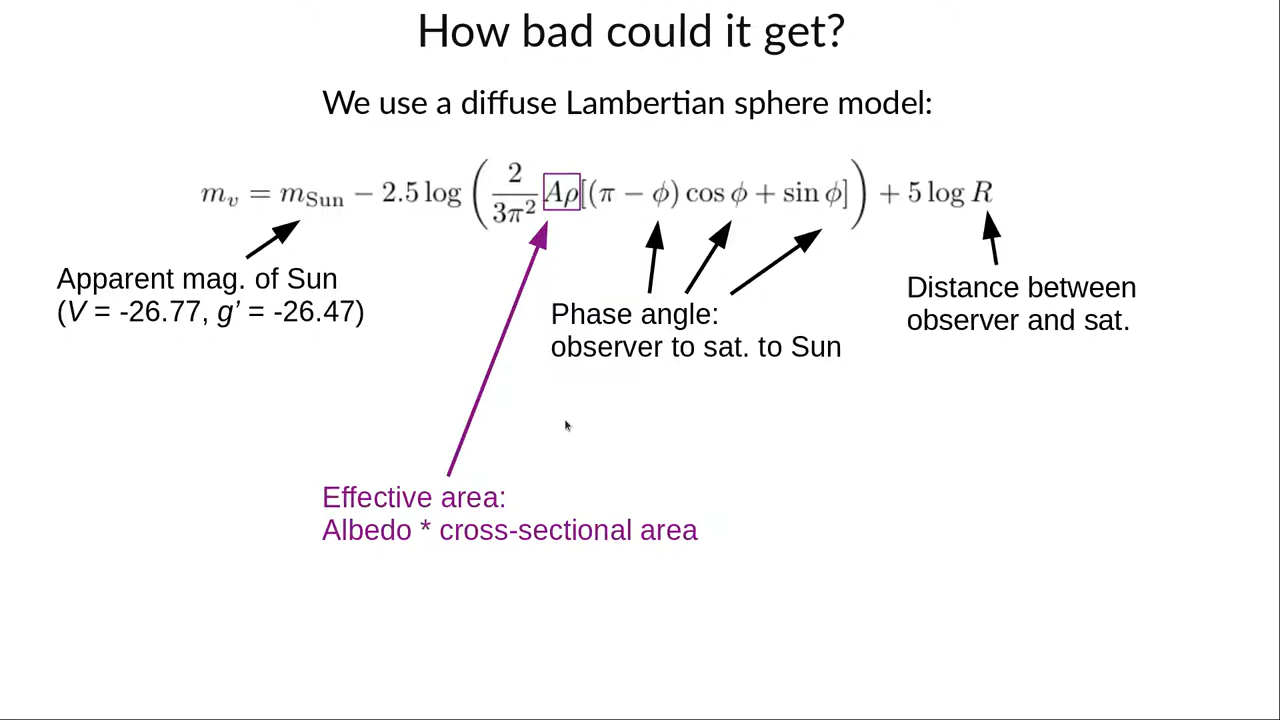 How bad could it get?
We use a diffuse Lambertian sphere model:
m_v = m_Sun − 2.5 log ( 2/(3π²) Aρ[(π − ϕ) cos ϕ + sin ϕ] ) + 5 log R
Apparent mag. of Sun
(V = -26.77, g’ = -26.47)
Phase angle:
observer to sat. to Sun
Distance between
observer and sat.
Effective area:
Albedo * cross-sectional area